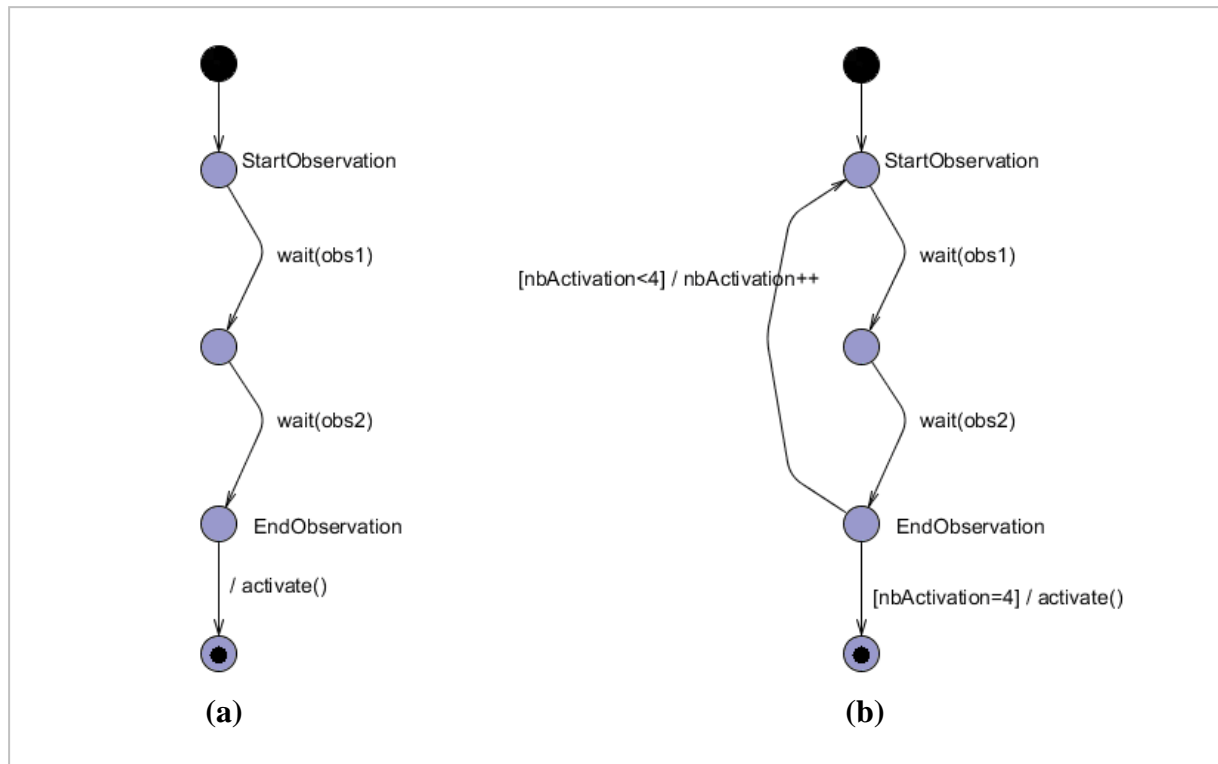 StartObservation
wait(obs1)
wait(obs2)
EndObservation
/ activate()
(a)
StartObservation
wait(obs1)
[nbActivation<4] / nbActivation++
wait(obs2)
EndObservation
[nbActivation=4] / activate()
(b)